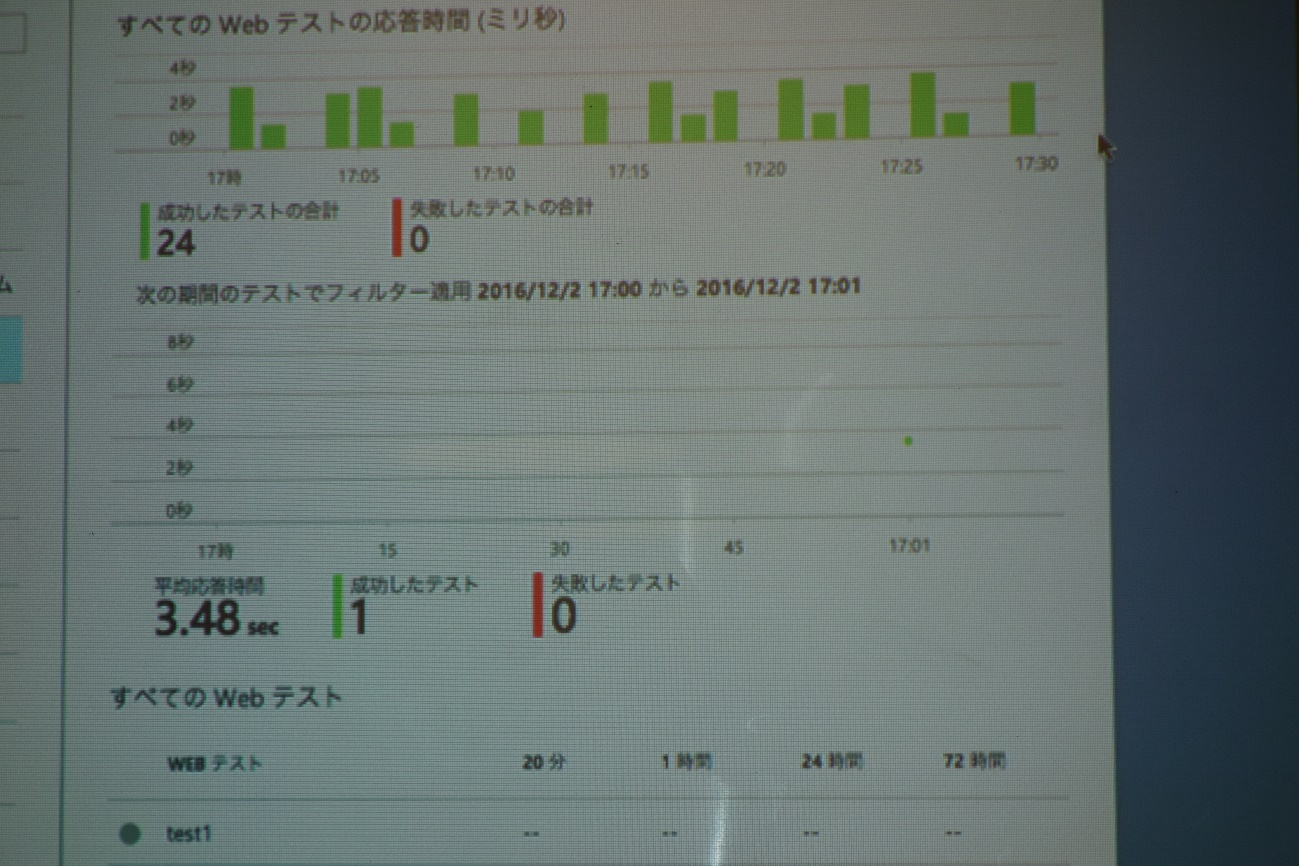 すべての Web テストの応答時間 (ミリ秒)
4秒
2秒
0秒
17時 17:05 17:10 17:15 17:20 17:25 17:30
成功したテストの合計 失敗したテストの合計
24 0
ム
次の期間のテストでフィルター適用 2016/12/2 17:00 から 2016/12/2 17:01
8秒
6秒
4秒
2秒
0秒
17時 15 30 45 17:01
平均応答時間 成功したテスト 失敗したテスト
3.48 sec 1 0
すべての Web テスト
WEB テスト 20 分 1 時間 24 時間 72 時間
test1 -- -- -- --